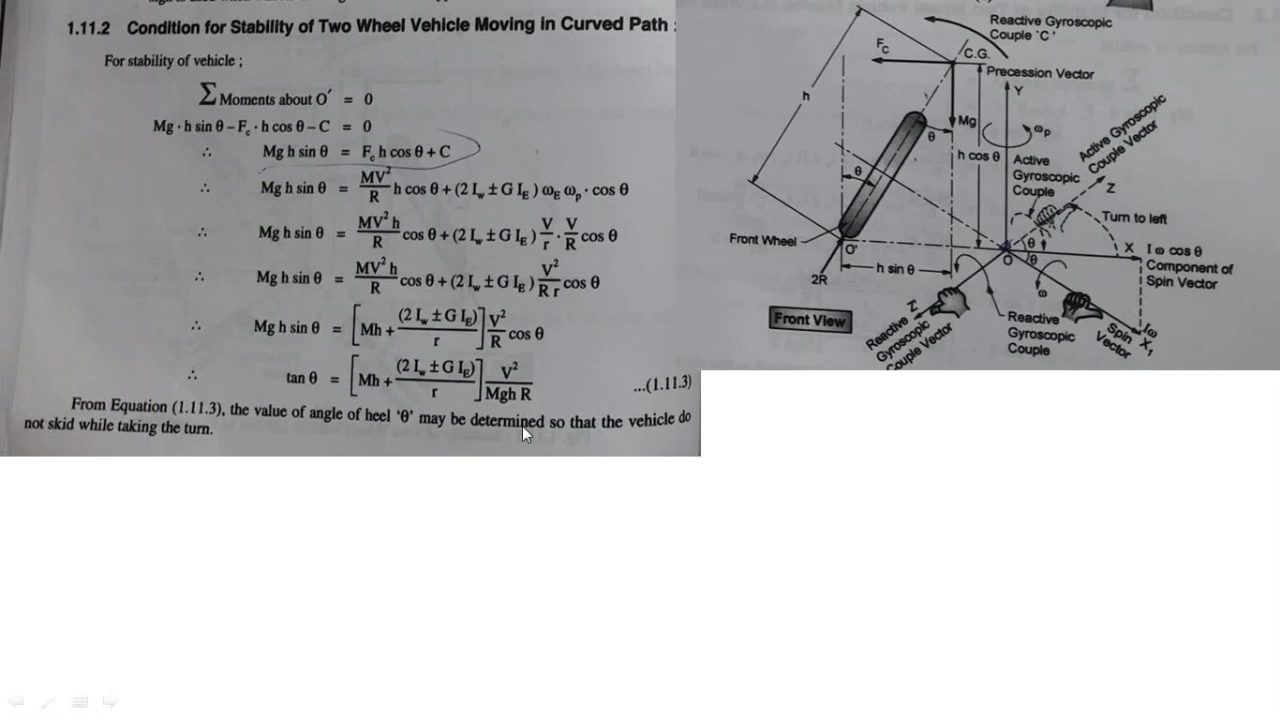 1.11.2 Condition for Stability of Two Wheel Vehicle Moving in Curved Path :
For stability of vehicle ;
∑ Moments about O′ = 0
Mg · h sin θ – F_c · h cos θ – C = 0
∴ Mg h sin θ = F_c h cos θ + C
∴ Mg h sin θ = MV²/R h cos θ + (2 I_w ± G I_E) ω_E ω_p · cos θ
∴ Mg h sin θ = MV² h/R cos θ + (2 I_w ± G I_E) V/r · V/R cos θ
∴ Mg h sin θ = MV² h/R cos θ + (2 I_w ± G I_E) V²/R r cos θ
∴ Mg h sin θ = [Mh + (2 I_w ± G I_E)/r] V²/R cos θ
∴ tan θ = [Mh + (2 I_w ± G I_E)/r] V²/Mgh R ...(1.11.3)
From Equation (1.11.3), the value of angle of heel ‘θ’ may be determined so that the vehicle do
not skid while taking the turn.
Reactive Gyroscopic
Couple ‘C’
F_c
C.G.
Precession Vector
Y
h
Mg
ω_p
Active Gyroscopic
Couple Vector
θ
h cos θ
Active
Gyroscopic
Couple
θ
Z
Turn to left
Front Wheel
O′
O
θ
θ
X
I ω cos θ
Component of
Spin Vector
2R
h sin θ
ω
Front View
Z
Reactive
Gyroscopic
Couple Vector
Reactive
Gyroscopic
Couple
Spin
Vector
Iω
X₁